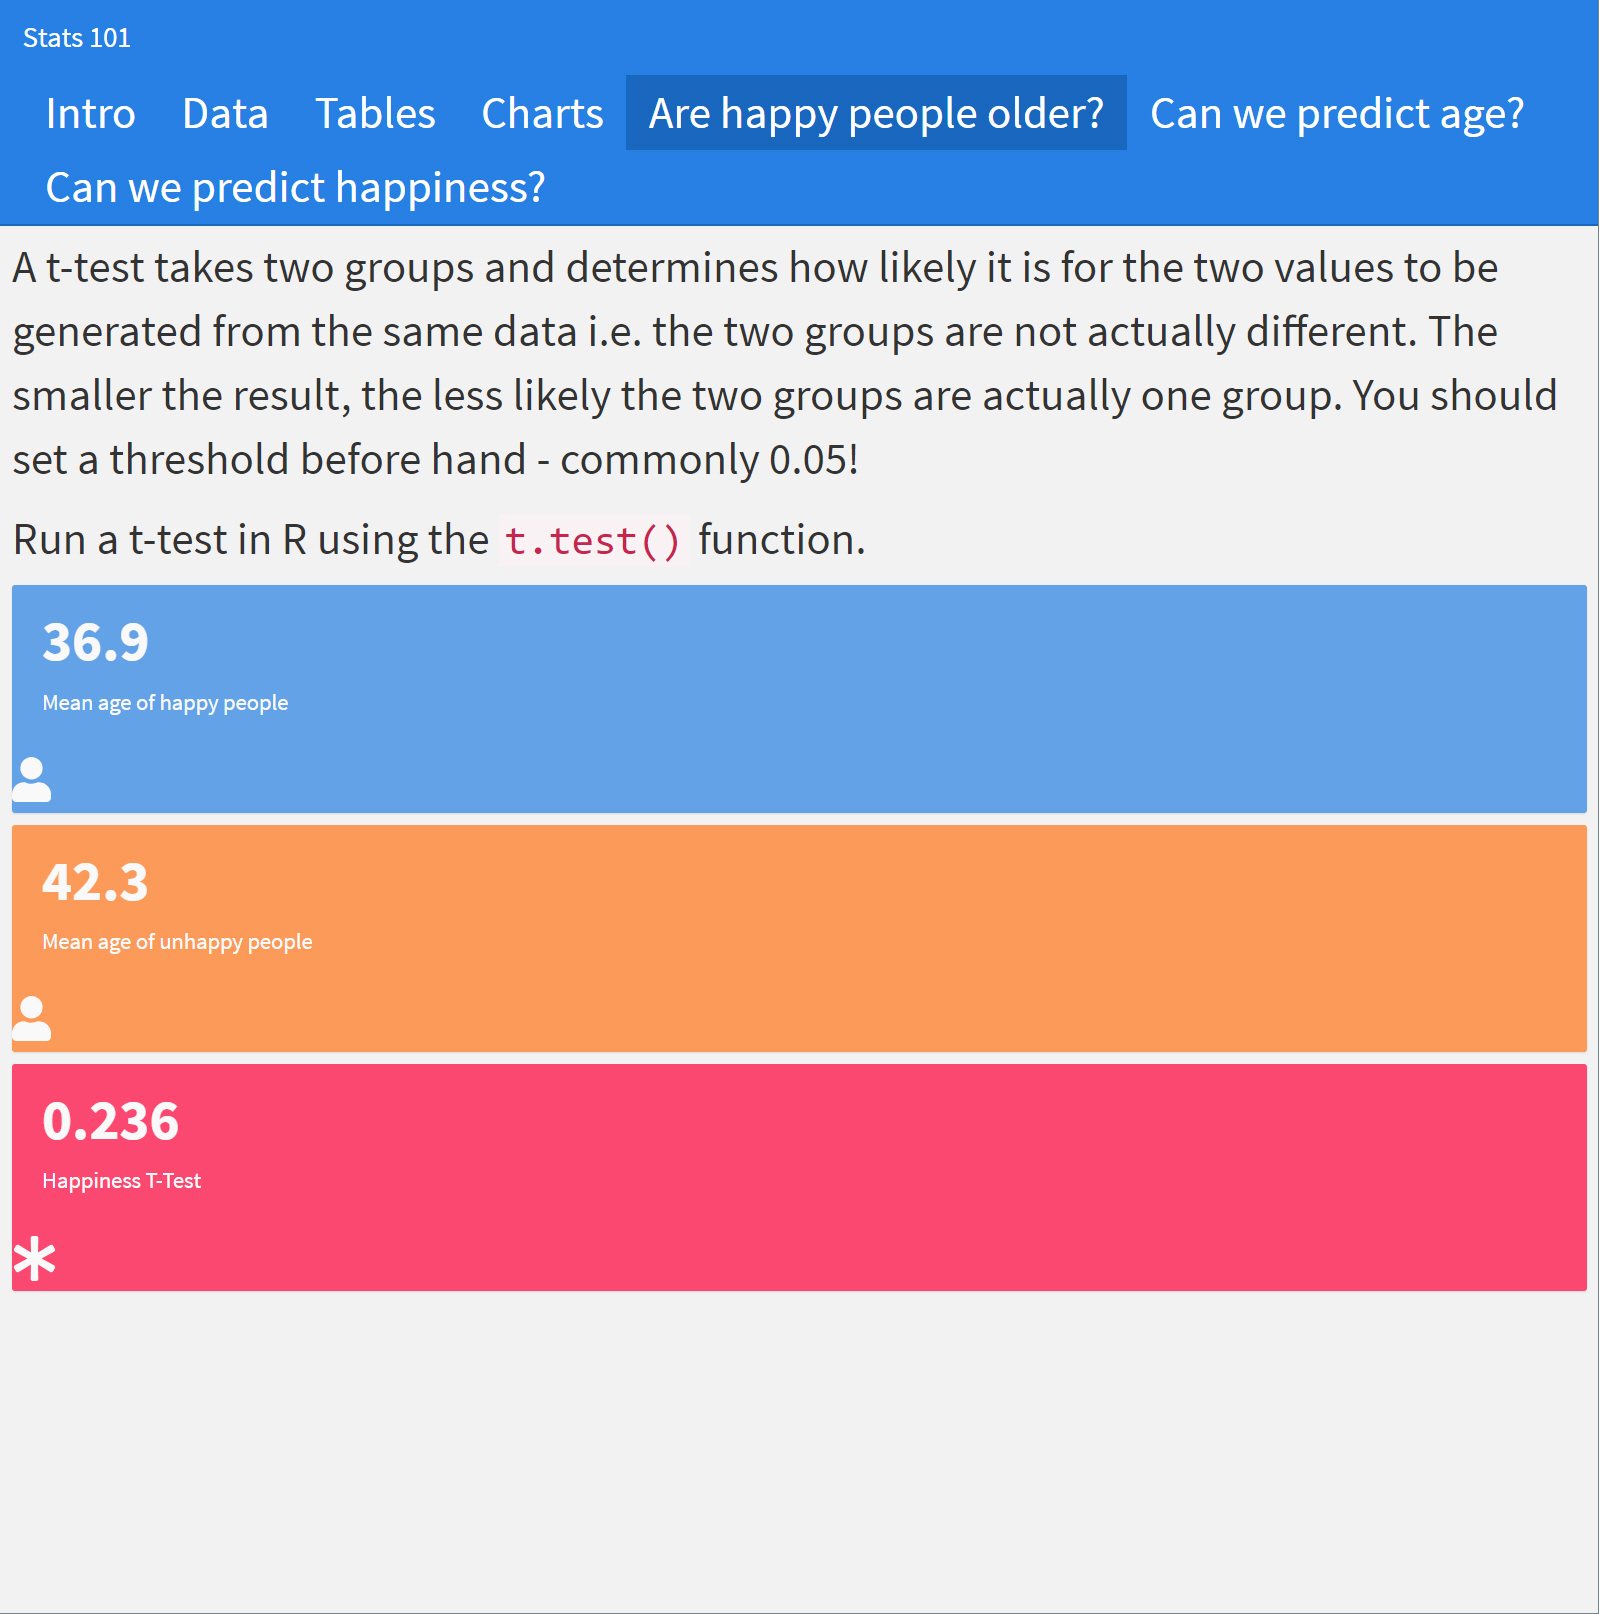 Stats 101
Intro Data Tables Charts Are happy people older? Can we predict age?
Can we predict happiness?
A t-test takes two groups and determines how likely it is for the two values to be
generated from the same data i.e. the two groups are not actually different. The
smaller the result, the less likely the two groups are actually one group. You should
set a threshold before hand - commonly 0.05!
Run a t-test in R using the t.test() function.
36.9
Mean age of happy people
42.3
Mean age of unhappy people
0.236
Happiness T-Test